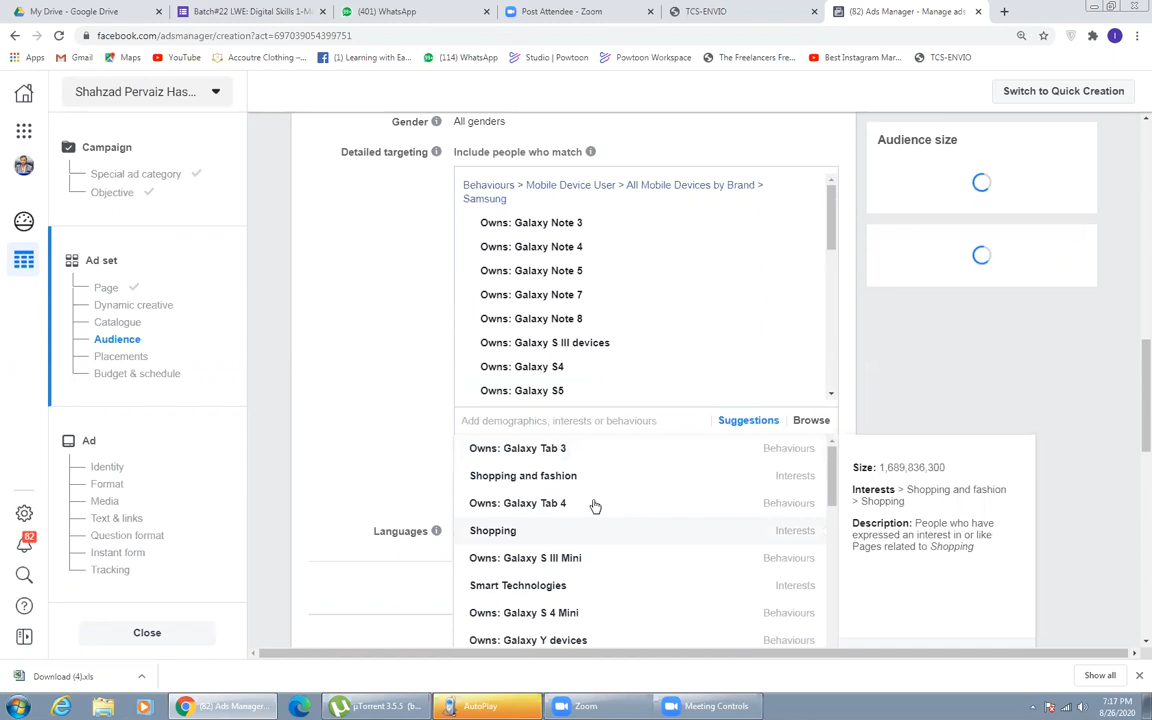 My Drive - Google Drive
Batch#22 LWE: Digital Skills 1-M
(401) WhatsApp
Post Attendee - Zoom
TCS-ENVIO
(82) Ads Manager - Manage ads
facebook.com/adsmanager/creation?act=697039054399751
Apps
Gmail
Maps
YouTube
Accoutre Clothing -...
(1) Learning with Ea...
(114) WhatsApp
Studio | Powtoon
Powtoon Workspace
The Freelancers Fre...
Best Instagram Mar...
TCS-ENVIO
Shahzad Pervaiz Has...
Switch to Quick Creation
Campaign
Special ad category
Objective
Ad set
Page
Dynamic creative
Catalogue
Audience
Placements
Budget & schedule
Ad
Identity
Format
Media
Text & links
Question format
Instant form
Tracking
Close
82
Gender
All genders
Detailed targeting
Include people who match
Behaviours > Mobile Device User > All Mobile Devices by Brand >
Samsung
Owns: Galaxy Note 3
Owns: Galaxy Note 4
Owns: Galaxy Note 5
Owns: Galaxy Note 7
Owns: Galaxy Note 8
Owns: Galaxy S III devices
Owns: Galaxy S4
Owns: Galaxy S5
Add demographics, interests or behaviours
Suggestions
Browse
Owns: Galaxy Tab 3 Behaviours
Shopping and fashion Interests
Owns: Galaxy Tab 4 Behaviours
Shopping Interests
Owns: Galaxy S III Mini Behaviours
Smart Technologies Interests
Owns: Galaxy S 4 Mini Behaviours
Owns: Galaxy Y devices Behaviours
Languages
Audience size
Size: 1,689,836,300
Interests > Shopping and fashion
> Shopping
Description: People who have
expressed an interest in or like
Pages related to Shopping
Download (4).xls
Show all
(82) Ads Manager...
µTorrent 3.5.5 (b...
AutoPlay
Zoom
Meeting Controls
7:17 PM
8/26/2020